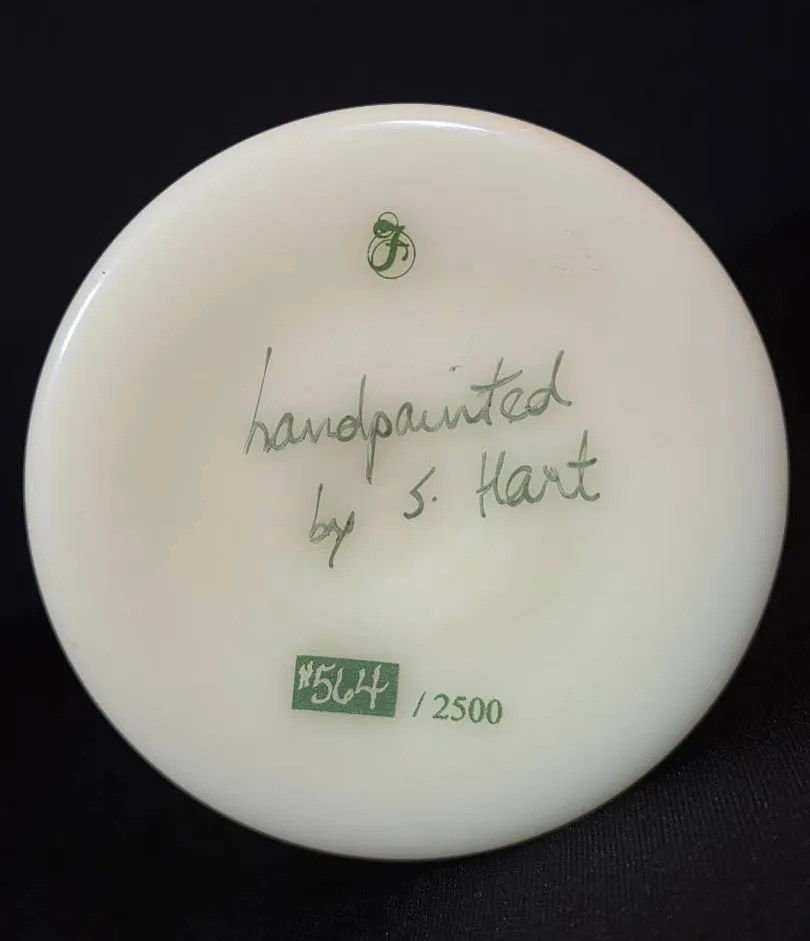 F
handpainted
by S. Hart
#564 / 2500